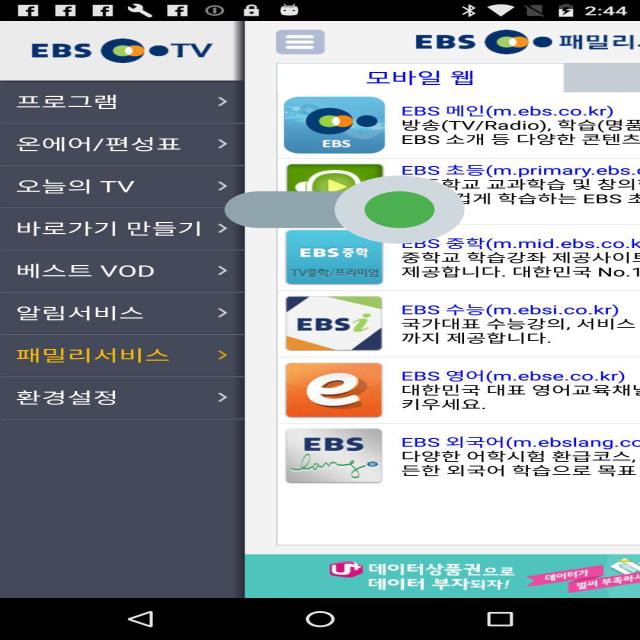 2:44
EBS TV
EBS 패밀리
프로그램
온에어/편성표
오늘의 TV
바로가기 만들기
베스트 VOD
알림서비스
패밀리서비스
환경설정
모바일 웹
EBS
EBS 메인(m.ebs.co.kr)
방송(TV/Radio), 학습(명품
EBS 소개 등 다양한 콘텐츠
EBS 초등(m.primary.ebs.
교과학습 및 창의
학습하는 EBS 초
EBS 중학
TV중학/프리미엄
EBS 중학(m.mid.ebs.co.k
중학교 학습강좌 제공사이트
제공합니다. 대한민국 No.1
EBSi
EBS 수능(m.ebsi.co.kr)
국가대표 수능강의, 서비스
까지 제공합니다.
e
EBS 영어(m.ebse.co.kr)
대한민국 대표 영어교육채널
키우세요.
EBS
lang
EBS 외국어(m.ebslang.co
다양한 어학시험 환급코스,
든한 외국어 학습으로 목표
U+ 데이터상품권으로
데이터 부자되자!
데이터가
벌써 부족하